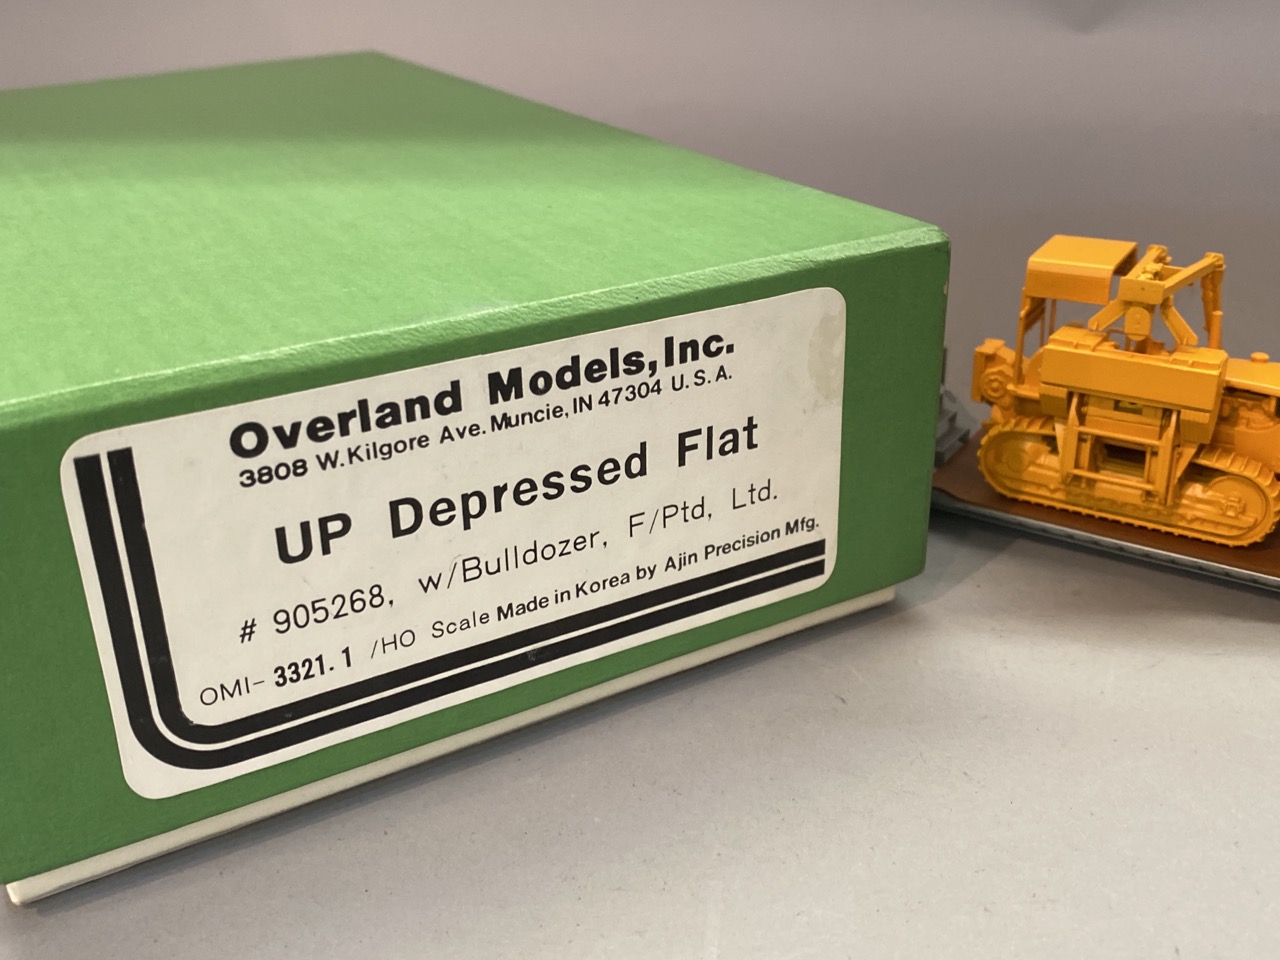 Overland Models, Inc.
3808 W. Kilgore Ave. Muncie, IN 47304 U. S. A.
UP Depressed Flat
# 905268, w/Bulldozer, F/Ptd, Ltd.
OMI- 3321.1 /HO Scale Made in Korea by Ajin Precision Mfg.